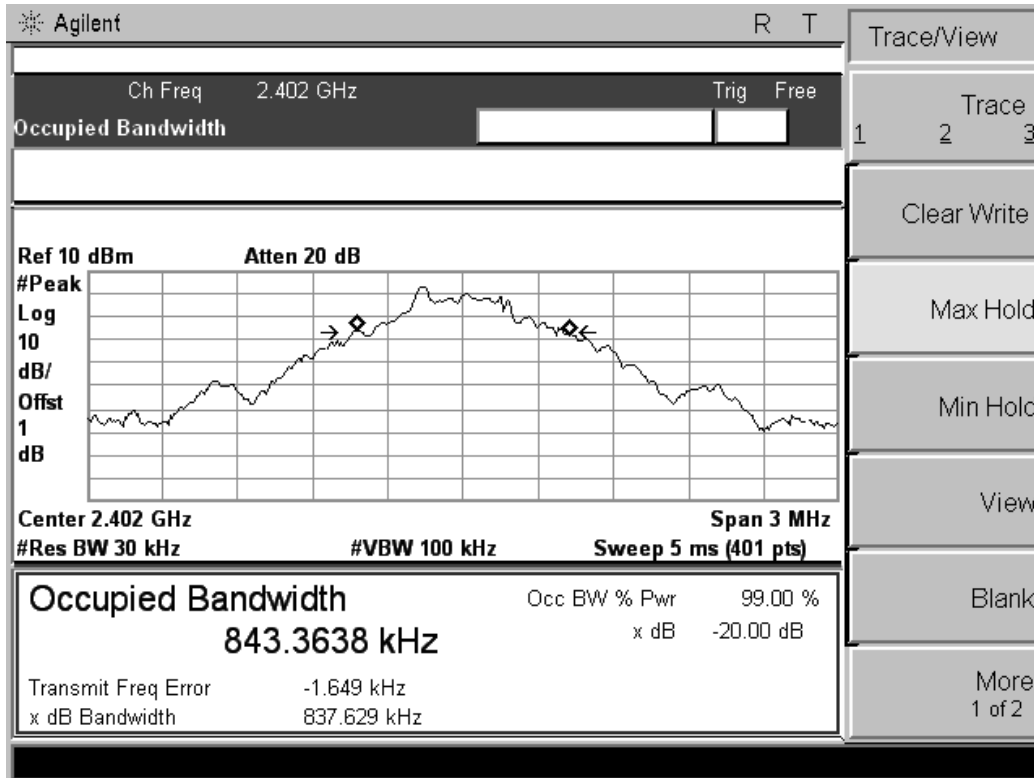 Agilent
R T
Ch Freq 2.402 GHz
Trig Free
Occupied Bandwidth
Ref 10 dBm
Atten 20 dB
#Peak
Log
10
dB/
Offst
1
dB
Center 2.402 GHz
Span 3 MHz
#Res BW 30 kHz
#VBW 100 kHz
Sweep 5 ms (401 pts)
Occupied Bandwidth
843.3638 kHz
Occ BW % Pwr 99.00 %
x dB -20.00 dB
Transmit Freq Error -1.649 kHz
x dB Bandwidth 837.629 kHz
Trace/View
Trace
1 2 3
Clear Write
Max Hold
Min Hold
View
Blank
More
1 of 2